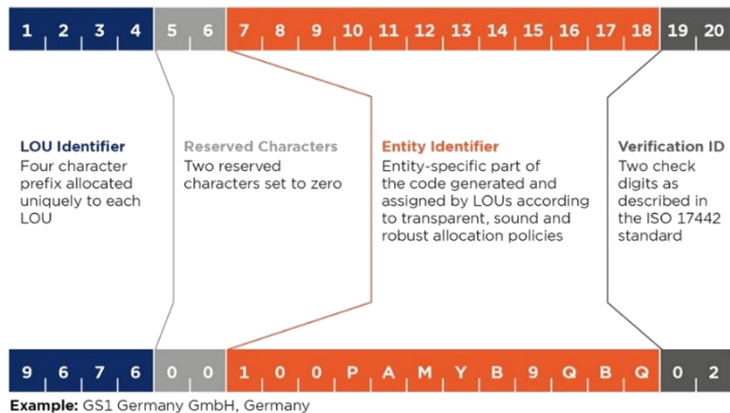 1 2 3 4 5 6 7 8 9 10 11 12 13 14 15 16 17 18 19 20
LOU Identifier
Four character
prefix allocated
uniquely to each
LOU
Reserved Characters
Two reserved
characters set to zero
Entity Identifier
Entity-specific part of
the code generated and
assigned by LOUs according
to transparent, sound and
robust allocation policies
Verification ID
Two check
digits as
described in
the ISO 17442
standard
9 6 7 6 0 0 1 0 0 P A M Y B 9 Q B Q 0 2
Example: GS1 Germany GmbH, Germany